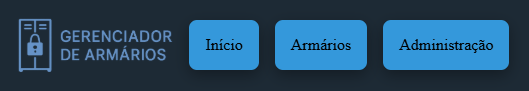 GERENCIADOR
DE ARMÁRIOS
Início
Armários
Administração